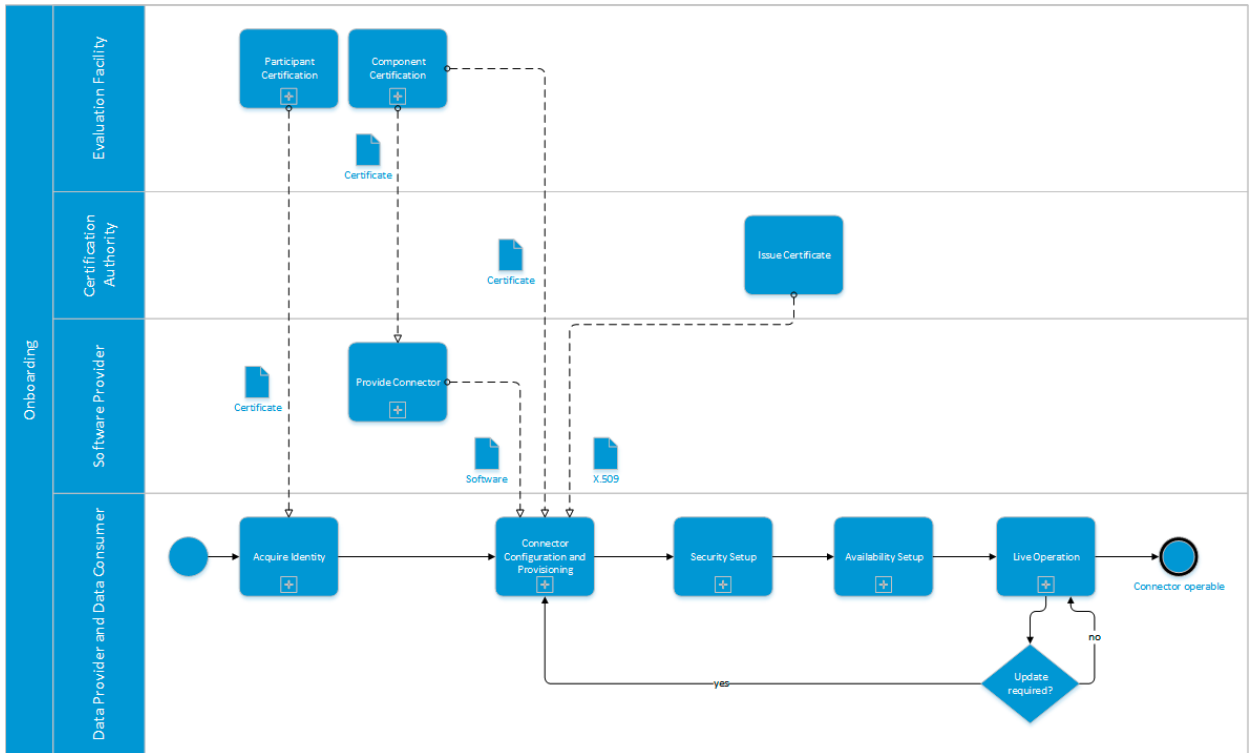 Onboarding
Evaluation Facility
Participant
Certification
Component
Certification
Certificate
Certification
Authority
Certificate
Issue Certificate
Software Provider
Provide Connector
Certificate
Software
X.509
Data Provider and Data Consumer
Acquire Identity
Connector
Configuration and
Provisioning
Security Setup
Availability Setup
Live Operation
Connector operable
no
yes
Update
required?